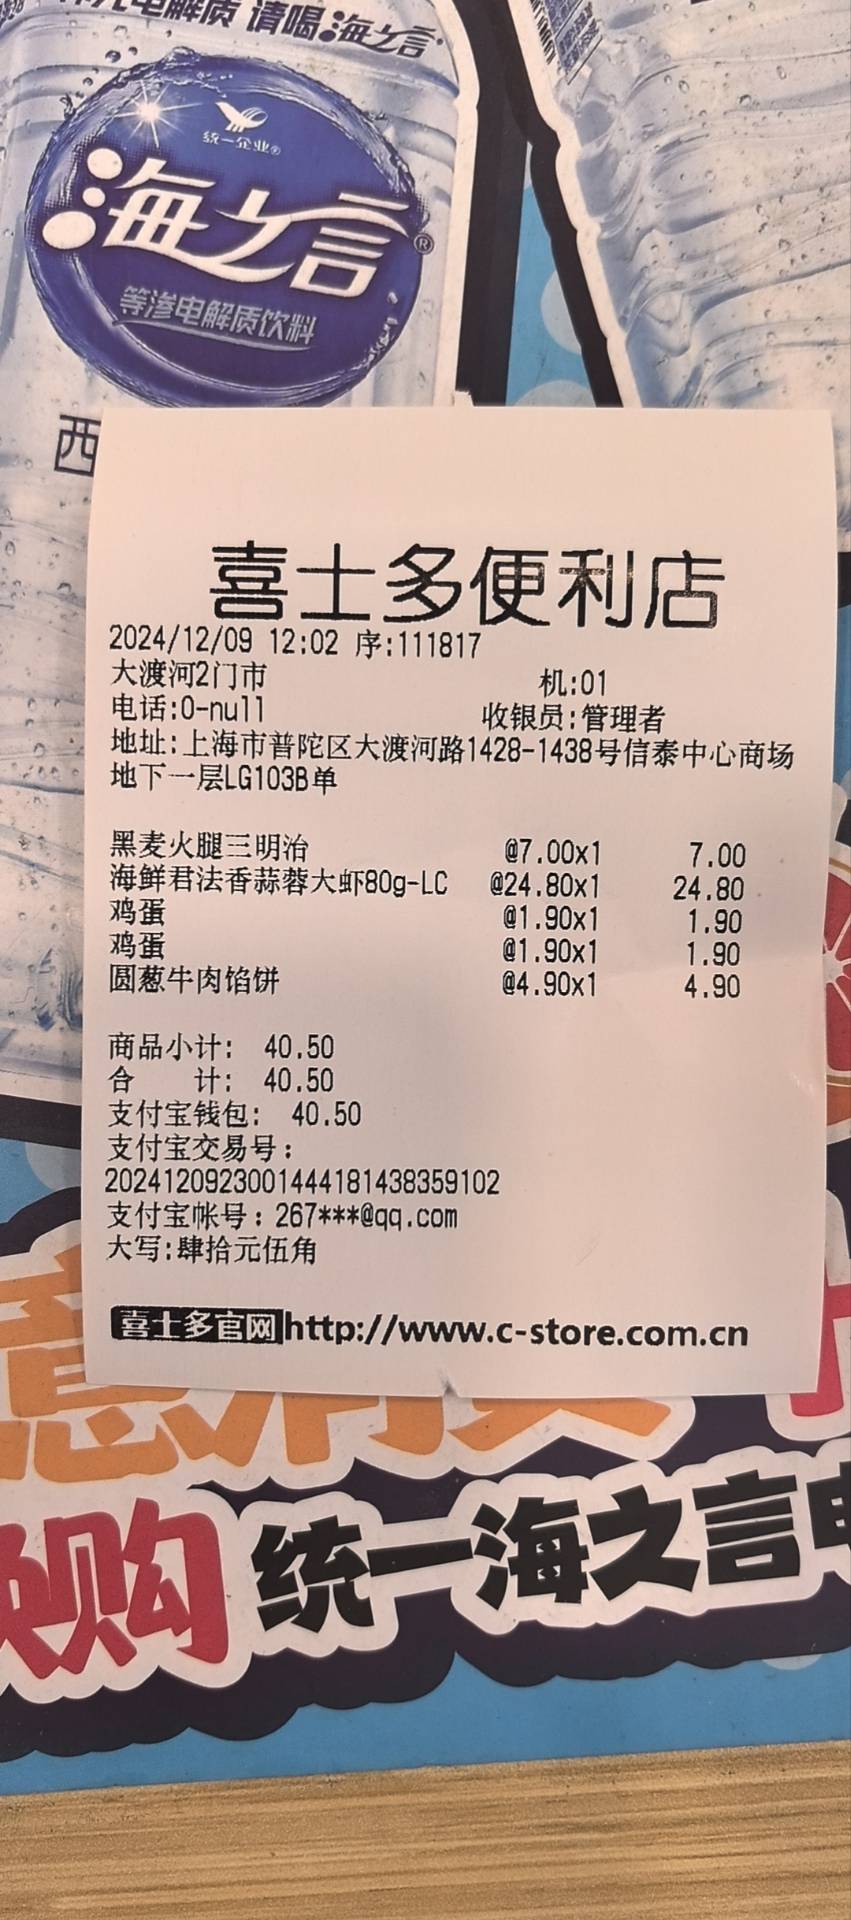 电解质 请喝海之言
统一企业®
海之言®
等渗电解质饮料
西
喜士多便利店
2024/12/09 12:02 序:111817
大渡河2门市 机:01
电话:0-null 收银员:管理者
地址:上海市普陀区大渡河路1428-1438号信泰中心商场
地下一层LG103B单
黑麦火腿三明治 @7.00x1 7.00
海鲜君法香蒜蓉大虾80g-LC @24.80x1 24.80
鸡蛋 @1.90x1 1.90
鸡蛋 @1.90x1 1.90
圆葱牛肉馅饼 @4.90x1 4.90
商品小计: 40.50
合 计: 40.50
支付宝钱包: 40.50
支付宝交易号:
2024120923001444181438359102
支付宝帐号:267***@qq.com
大写:肆拾元伍角
喜士多官网http://www.c-store.com.cn
意消费
换购 统一海之言电